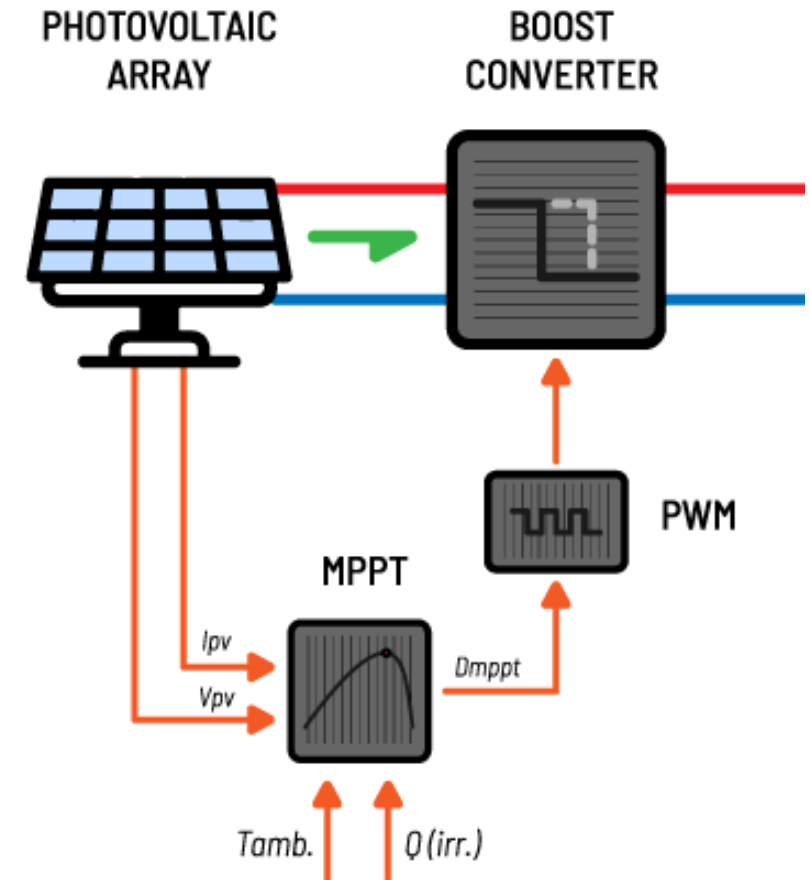 PHOTOVOLTAIC
ARRAY
BOOST
CONVERTER
PWM
MPPT
Ipv
Vpv
Dmppt
Tamb.
Q (irr.)